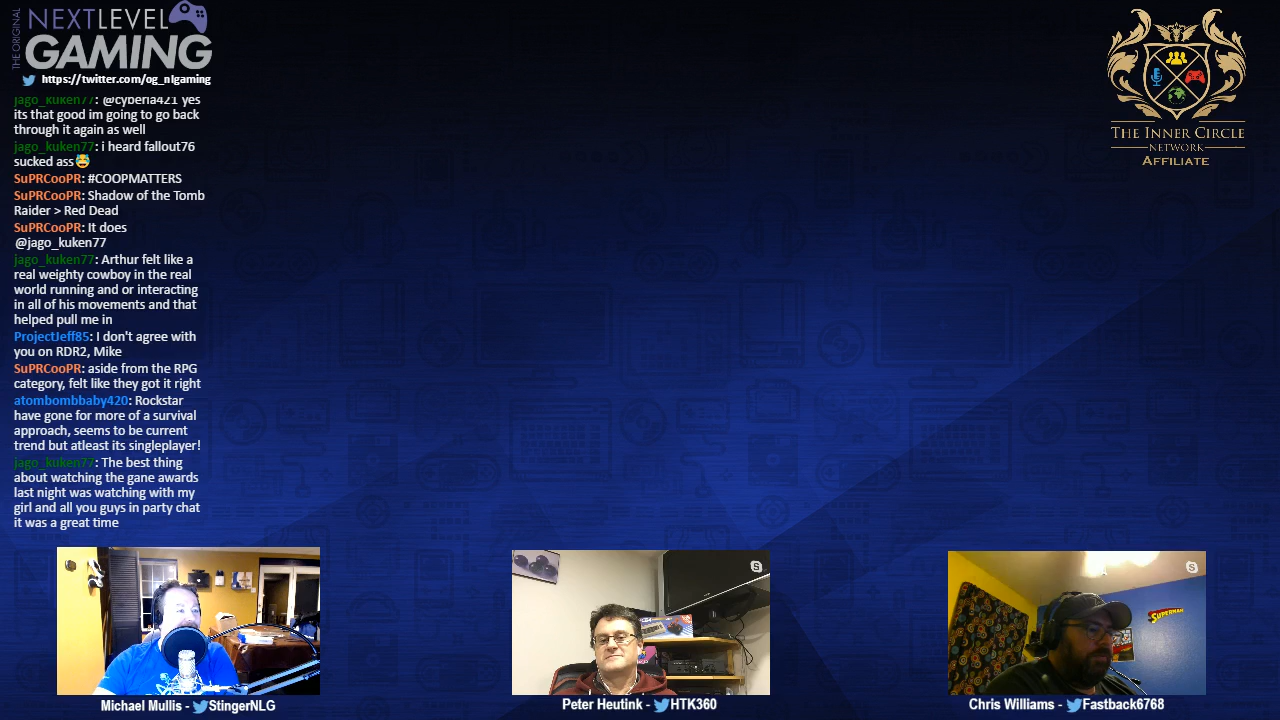 THE ORIGINAL
NEXTLEVEL
GAMING
https://twitter.com/og_nlgaming
jago_kuken77: @cyberia421 yes
its that good im going to go back
through it again as well
jago_kuken77: i heard fallout76
sucked ass😂
SuPRCooPR: #COOPMATTERS
SuPRCooPR: Shadow of the Tomb
Raider > Red Dead
SuPRCooPR: It does
@jago_kuken77
jago_kuken77: Arthur felt like a
real weighty cowboy in the real
world running and or interacting
in all of his movements and that
helped pull me in
ProjectJeff85: I don't agree with
you on RDR2, Mike
SuPRCooPR: aside from the RPG
category, felt like they got it right
atombombbaby420: Rockstar
have gone for more of a survival
approach, seems to be current
trend but atleast its singleplayer!
jago_kuken77: The best thing
about watching the gane awards
last night was watching with my
girl and all you guys in party chat
it was a great time
THE INNER CIRCLE
NETWORK
AFFILIATE
SUPERMAN
Michael Mullis - StingerNLG
Peter Heutink - HTK360
Chris Williams - Fastback6768